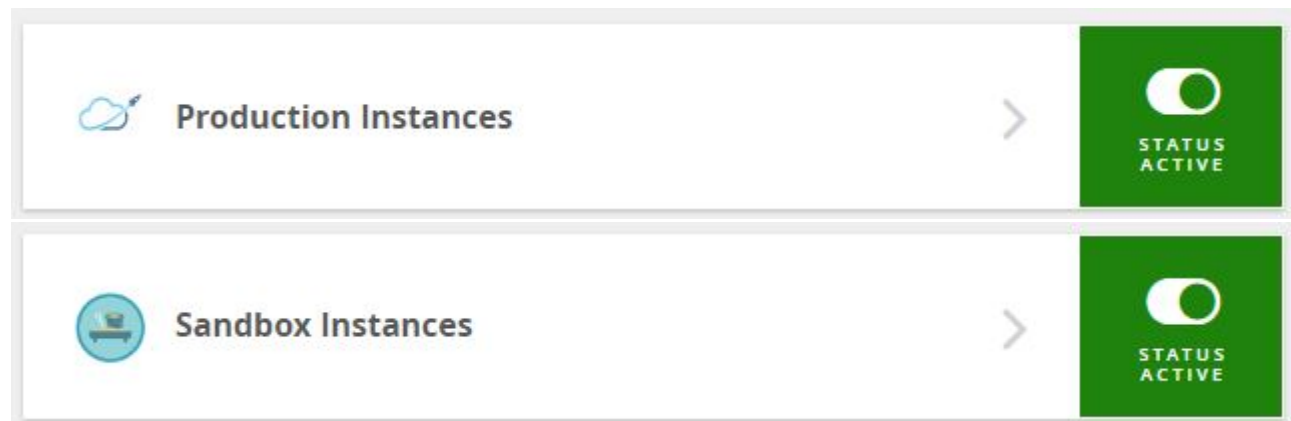 Production Instances
STATUS
ACTIVE
Sandbox Instances
STATUS
ACTIVE